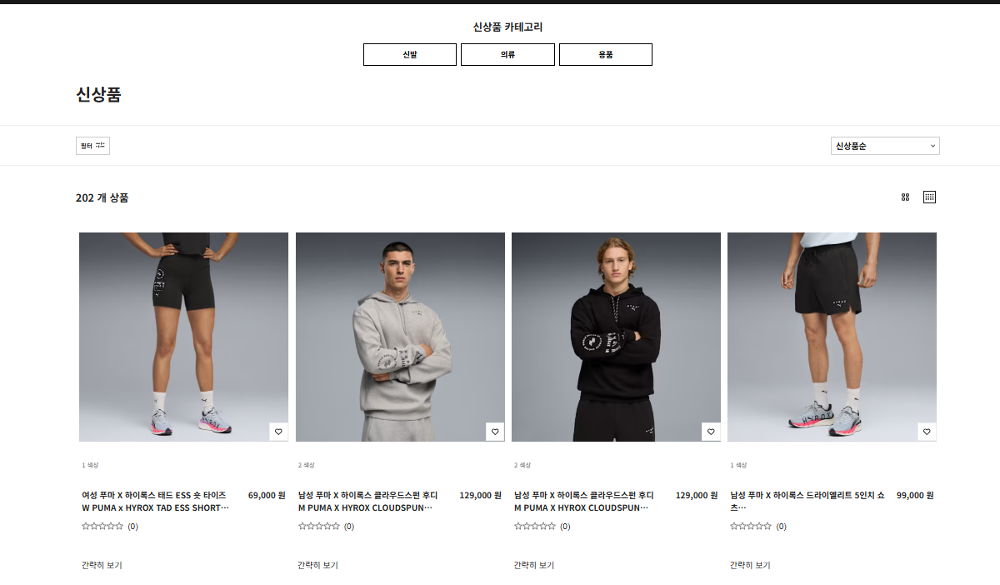 신상품 카테고리
신발
의류
용품
신상품
필터
신상품순
202 개 상품
1 색상
2 색상
2 색상
1 색상
여성 푸마 X 하이록스 태드 ESS 숏 타이즈
W PUMA x HYROX TAD ESS SHORT…
69,000 원
남성 푸마 X 하이록스 클라우드스펀 후디
M PUMA X HYROX CLOUDSPUN…
129,000 원
남성 푸마 X 하이록스 클라우드스펀 후디
M PUMA X HYROX CLOUDSPUN…
129,000 원
남성 푸마 X 하이록스 드라이엘리트 5인치 쇼
츠…
99,000 원
(0)
(0)
(0)
(0)
간략히 보기
간략히 보기
간략히 보기
간략히 보기